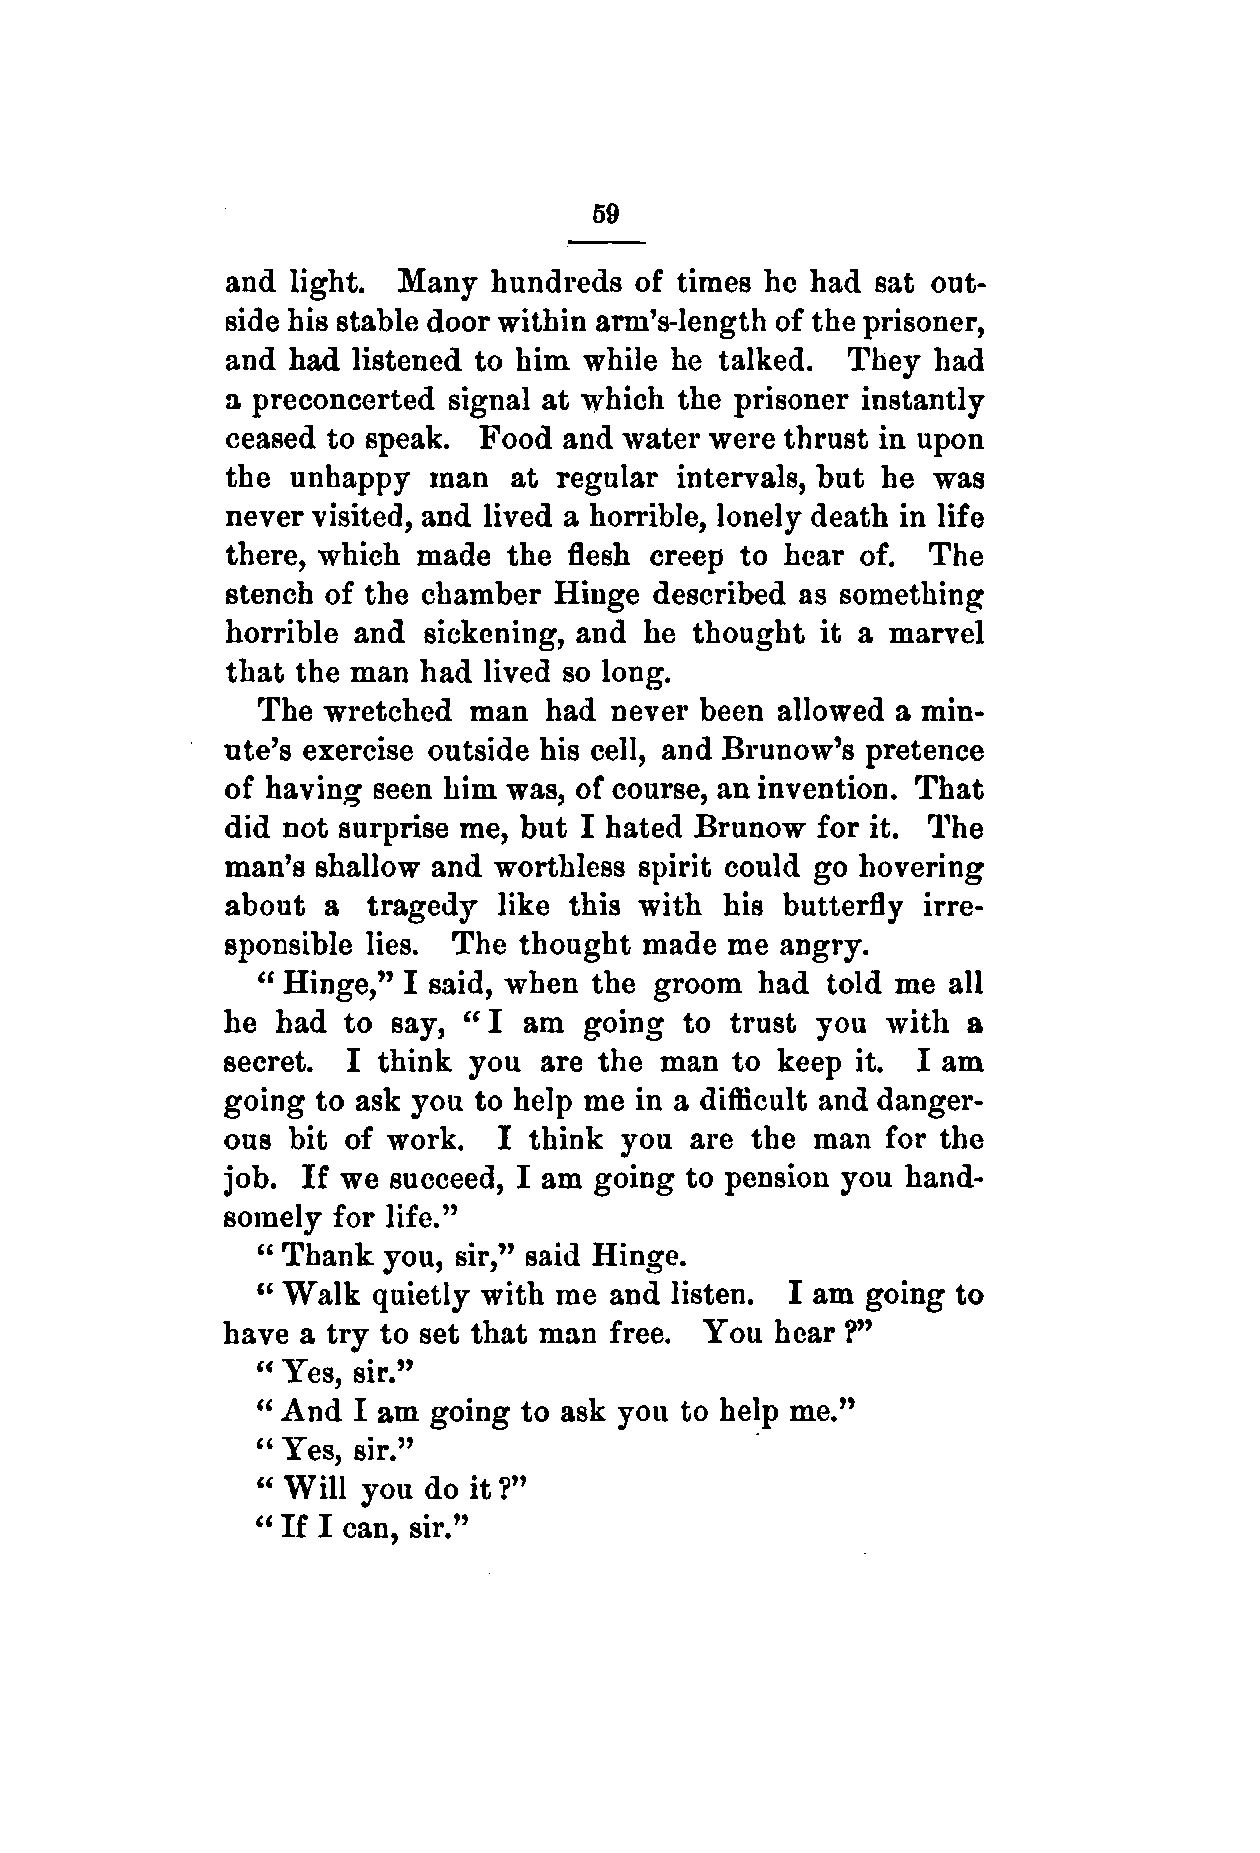 59
and light. Many hundreds of times he had sat out-
side his stable door within arm's-length of the prisoner,
and had listened to him while he talked. They had
a preconcerted signal at which the prisoner instantly
ceased to speak. Food and water were thrust in upon
the unhappy man at regular intervals, but he was
never visited, and lived a horrible, lonely death in life
there, which made the flesh creep to hear of. The
stench of the chamber Hinge described as something
horrible and sickening, and he thought it a marvel
that the man had lived so long.
The wretched man had never been allowed a min-
ute's exercise outside his cell, and Brunow's pretence
of having seen him was, of course, an invention. That
did not surprise me, but I hated Brunow for it. The
man's shallow and worthless spirit could go hovering
about a tragedy like this with his butterfly irre-
sponsible lies. The thought made me angry.
"Hinge," I said, when the groom had told me all
he had to say, "I am going to trust you with a
secret. I think you are the man to keep it. I am
going to ask you to help me in a difficult and danger-
ous bit of work. I think you are the man for the
job. If we succeed, I am going to pension you hand-
somely for life."
"Thank you, sir," said Hinge.
"Walk quietly with me and listen. I am going to
have a try to set that man free. You hear?"
"Yes, sir."
"And I am going to ask you to help me."
"Yes, sir."
"Will you do it?"
"If I can, sir."